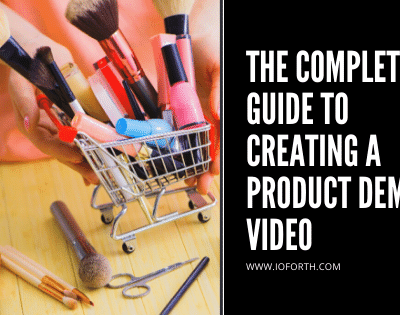 THE COMPLET
GUIDE TO
CREATING A
PRODUCT DEM
VIDEO
WWW.IOFORTH.COM